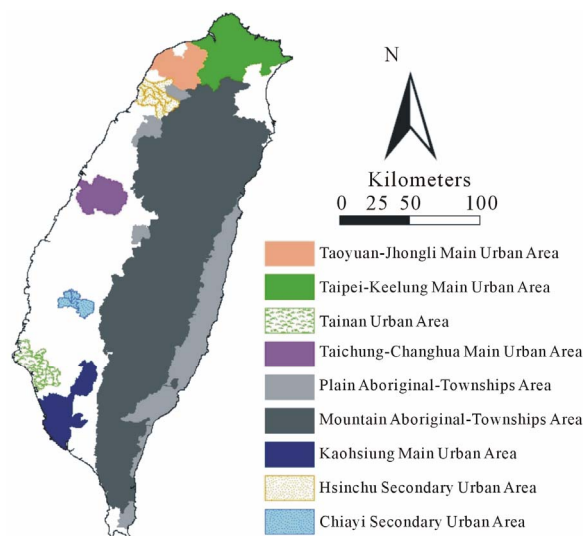 N
Kilometers
0 25 50 100
Taoyuan-Jhongli Main Urban Area
Taipei-Keelung Main Urban Area
Tainan Urban Area
Taichung-Changhua Main Urban Area
Plain Aboriginal-Townships Area
Mountain Aboriginal-Townships Area
Kaohsiung Main Urban Area
Hsinchu Secondary Urban Area
Chiayi Secondary Urban Area